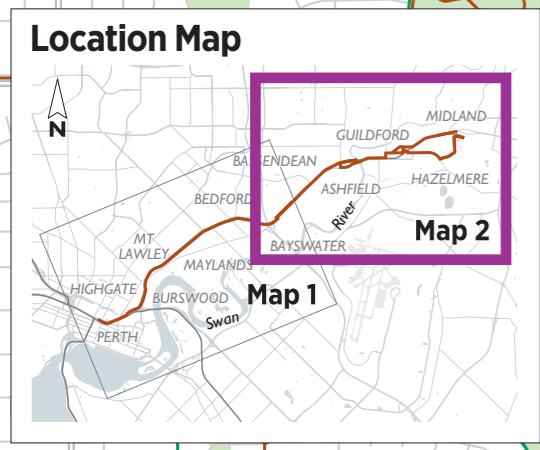 Location Map
N
MIDLAND
GUILDFORD
BASSENDEAN
HAZELMERE
ASHFIELD
BEDFORD
River
Map 2
MT
LAWLEY
BAYSWATER
MAYLANDS
HIGHGATE
BURSWOOD
Map 1
Swan
PERTH